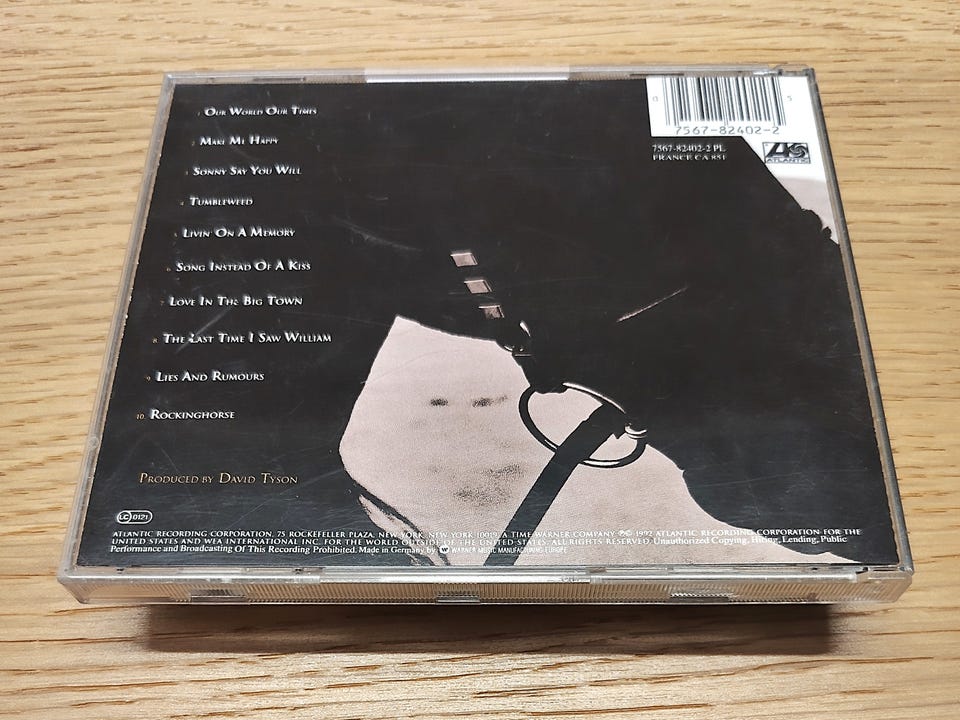 0 5
7567-82402-2
7567-82402-2 PL
FRANCE CA 851
ATLANTIC
1. OUR WORLD OUR TIMES
2. MAKE ME HAPPY
3. SONNY SAY YOU WILL
4. TUMBLEWEED
5. LIVIN' ON A MEMORY
6. SONG INSTEAD OF A KISS
7. LOVE IN THE BIG TOWN
8. THE LAST TIME I SAW WILLIAM
9. LIES AND RUMOURS
10. ROCKINGHORSE
PRODUCED BY DAVID TYSON
LC 0121
ATLANTIC RECORDING CORPORATION, 75 ROCKEFELLER PLAZA, NEW YORK, NEW YORK 10019. A TIME WARNER COMPANY ℗© 1992 ATLANTIC RECORDING CORPORATION FOR THE
UNITED STATES AND WEA INTERNATIONAL INC. FOR THE WORLD OUTSIDE OF THE UNITED STATES. ALL RIGHTS RESERVED. Unauthorized Copying, Hiring, Lending, Public
Performance and Broadcasting Of This Recording Prohibited. Made in Germany by WARNER MUSIC MANUFACTURING EUROPE